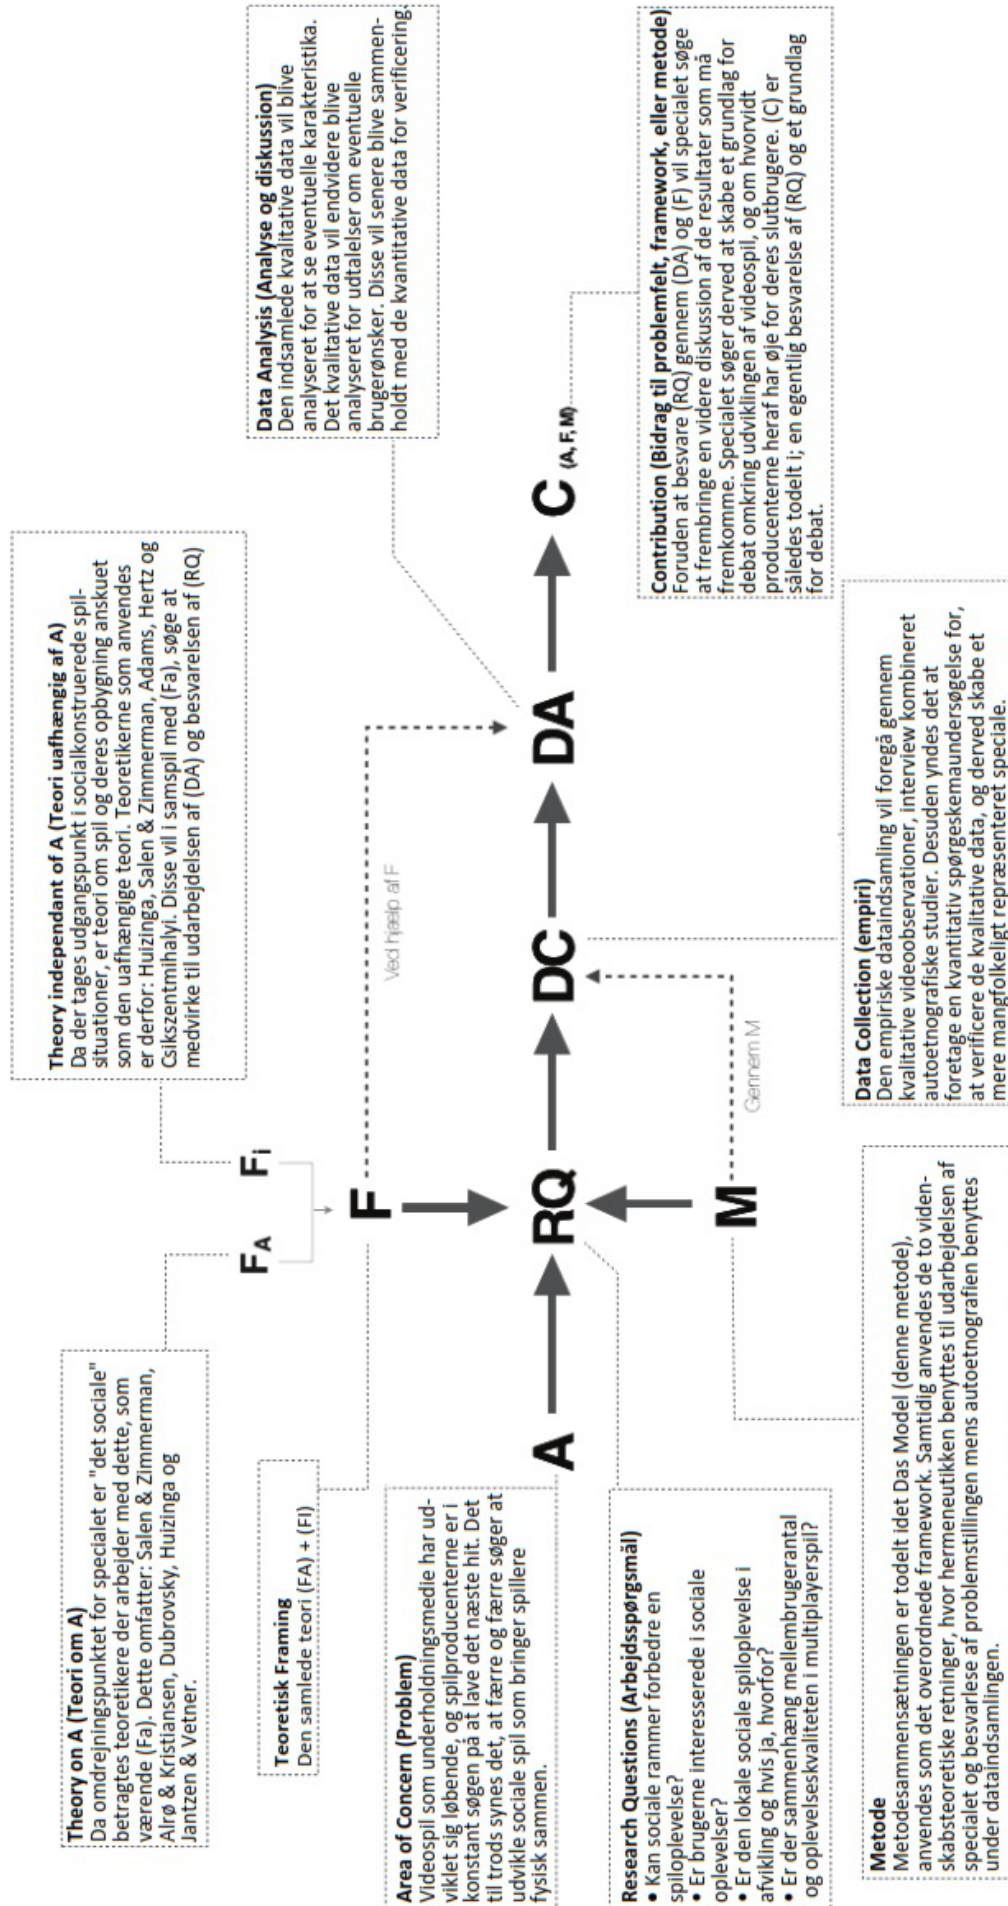 Theory on A (Teori om A)
Da omdrejningspunktet for specialet er "det sociale"
betragtes teoretikere der arbejder med dette, som
værende (Fa). Dette omfatter: Salen & Zimmerman,
Alrø & Kristiansen, Dubrovsky, Huizinga og
Jantzen & Vetner.
Theory independant of A (Teori uafhængig af A)
Da der tages udgangspunkt i socialkonstruerede spil-
situationer, er teori om spil og deres opbygning anskuet
som den uafhængige teori. Teoretikerne som anvendes
er derfor: Huizinga, Salen & Zimmerman, Adams, Hertz og
Csikszentmihalyi. Disse vil i samspil med (Fa), søge at
medvirke til udarbejdelsen af (DA) og besvarelsen af (RQ)
Teoretisk Framing
Den samlede teori (FA) + (FI)
FA
Fi
F
Ved hjælp af F
Data Analysis (Analyse og diskussion)
Den indsamlede kvalitative data vil blive
analyseret for at se eventuelle karakteristika.
Det kvalitative data vil endvidere blive
analyseret for udtalelser om eventuelle
brugerønsker. Disse vil senere blive sammen-
holdt med de kvantitative data for verificering.
Area of Concern (Problem)
Videospil som underholdningsmedie har ud-
viklet sig løbende, og spilproducenterne er i
konstant søgen på at lave det næste hit. Det
til trods synes det, at færre og færre søger at
udvikle sociale spil som bringer spillere
fysisk sammen.
A
RQ
DC
DA
C
(A, F, M)
Research Questions (Arbejdsspørgsmål)
• Kan sociale rammer forbedre en
spiloplevelse?
• Er brugerne interesserede i sociale
oplevelser?
• Er den lokale sociale spiloplevelse i
afvikling og hvis ja, hvorfor?
• Er der sammenhæng mellembrugerantal
og oplevelseskvaliteten i multiplayerspil?
M
Gennem M
Contribution (Bidrag til problemfelt, framework, eller metode)
Foruden at besvare (RQ) gennem (DA) og (F) vil specialet søge
at frembringe en videre diskussion af de resultater som må
fremkomme. Specialet søger derved at skabe et grundlag for
debat omkring udviklingen af videospil, og om hvorvidt
producenterne heraf har øje for deres slutbrugere. (C) er
således todelt i; en egentlig besvarelse af (RQ) og et grundlag
for debat.
Metode
Metodesammensætningen er todelt idet Das Model (denne metode),
anvendes som det overordnede framework. Samtidig anvendes de to viden-
skabsteoretiske retninger, hvor hermeneutikken benyttes til udarbejdelsen af
specialet og besvarlese af problemstillingen mens autoetnografien benyttes
under dataindsamlingen.
Data Collection (empiri)
Den empiriske dataindsamling vil foregå gennem
kvalitative videoobservationer, interview kombineret
autoetnografiske studier. Desuden yndes det at
foretage en kvantitativ spørgeskemaundersøgelse for,
at verificere de kvalitative data, og derved skabe et
mere mangfolkeligt repræsenteret speciale.